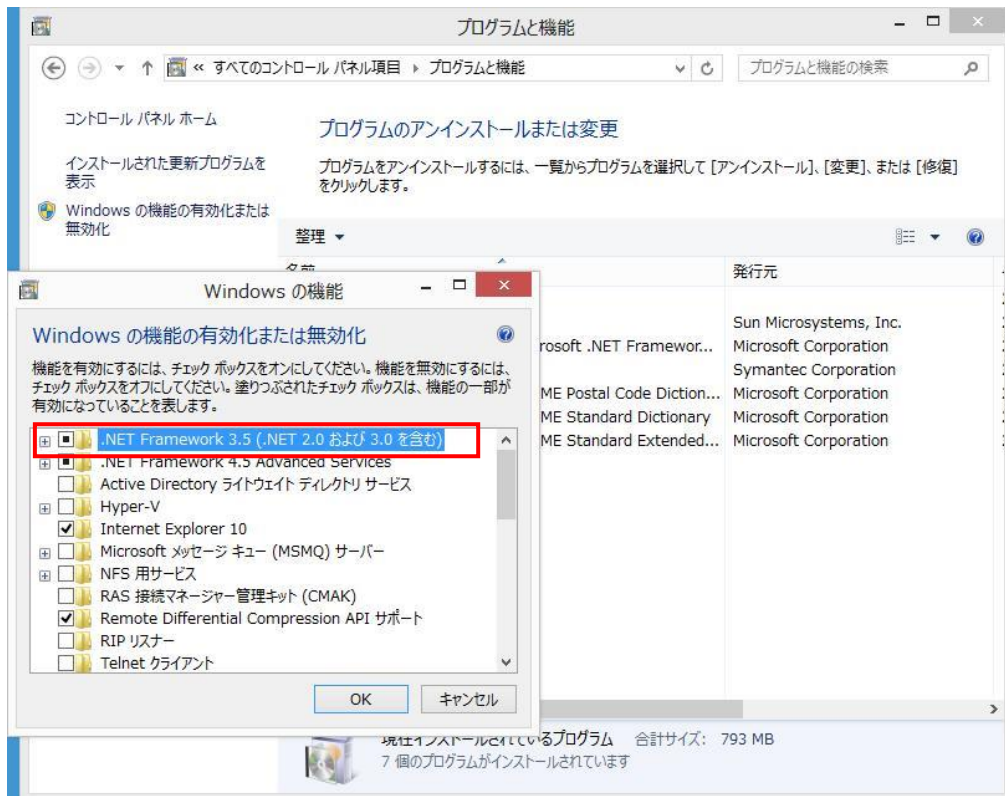 プログラムと機能
« すべてのコントロール パネル項目 ▸ プログラムと機能
プログラムと機能の検索
コントロール パネル ホーム
インストールされた更新プログラムを
表示
Windows の機能の有効化または
無効化
プログラムのアンインストールまたは変更
プログラムをアンインストールするには、一覧からプログラムを選択して [アンインストール]、[変更]、または [修復]
をクリックします。
整理
名前
発行元
Sun Microsystems, Inc.
rosoft .NET Framewor... Microsoft Corporation
Symantec Corporation
ME Postal Code Diction... Microsoft Corporation
ME Standard Dictionary Microsoft Corporation
ME Standard Extended... Microsoft Corporation
Windows の機能
Windows の機能の有効化または無効化
機能を有効にするには、チェック ボックスをオンにしてください。機能を無効にするには、
チェック ボックスをオフにしてください。塗りつぶされたチェック ボックスは、機能の一部が
有効になっていることを表します。
.NET Framework 3.5 (.NET 2.0 および 3.0 を含む)
.NET Framework 4.5 Advanced Services
Active Directory ライトウェイト ディレクトリ サービス
Hyper-V
Internet Explorer 10
Microsoft メッセージ キュー (MSMQ) サーバー
NFS 用サービス
RAS 接続マネージャー管理キット (CMAK)
Remote Differential Compression API サポート
RIP リスナー
Telnet クライアント
OK
キャンセル
現在インストールされているプログラム 合計サイズ: 793 MB
7 個のプログラムがインストールされています